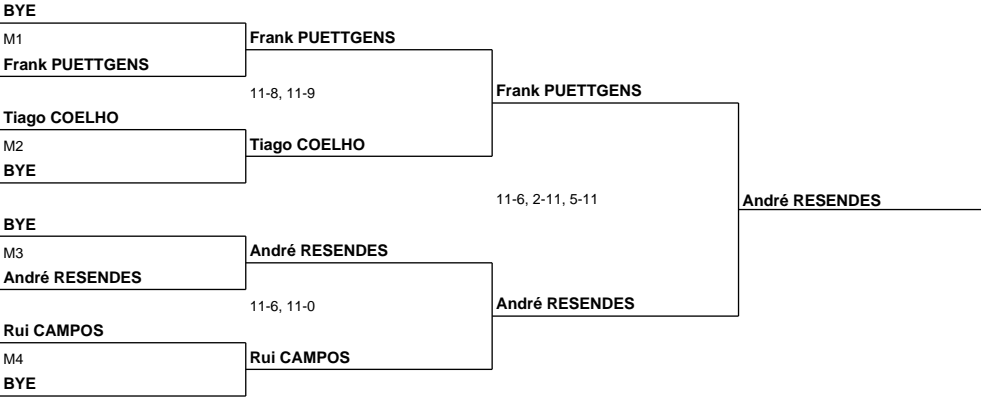 BYE
M1
Frank PUETTGENS
Frank PUETTGENS
11-8, 11-9
Frank PUETTGENS
Tiago COELHO
M2
Tiago COELHO
BYE
11-6, 2-11, 5-11
André RESENDES
BYE
M3
André RESENDES
André RESENDES
11-6, 11-0
André RESENDES
Rui CAMPOS
M4
Rui CAMPOS
BYE